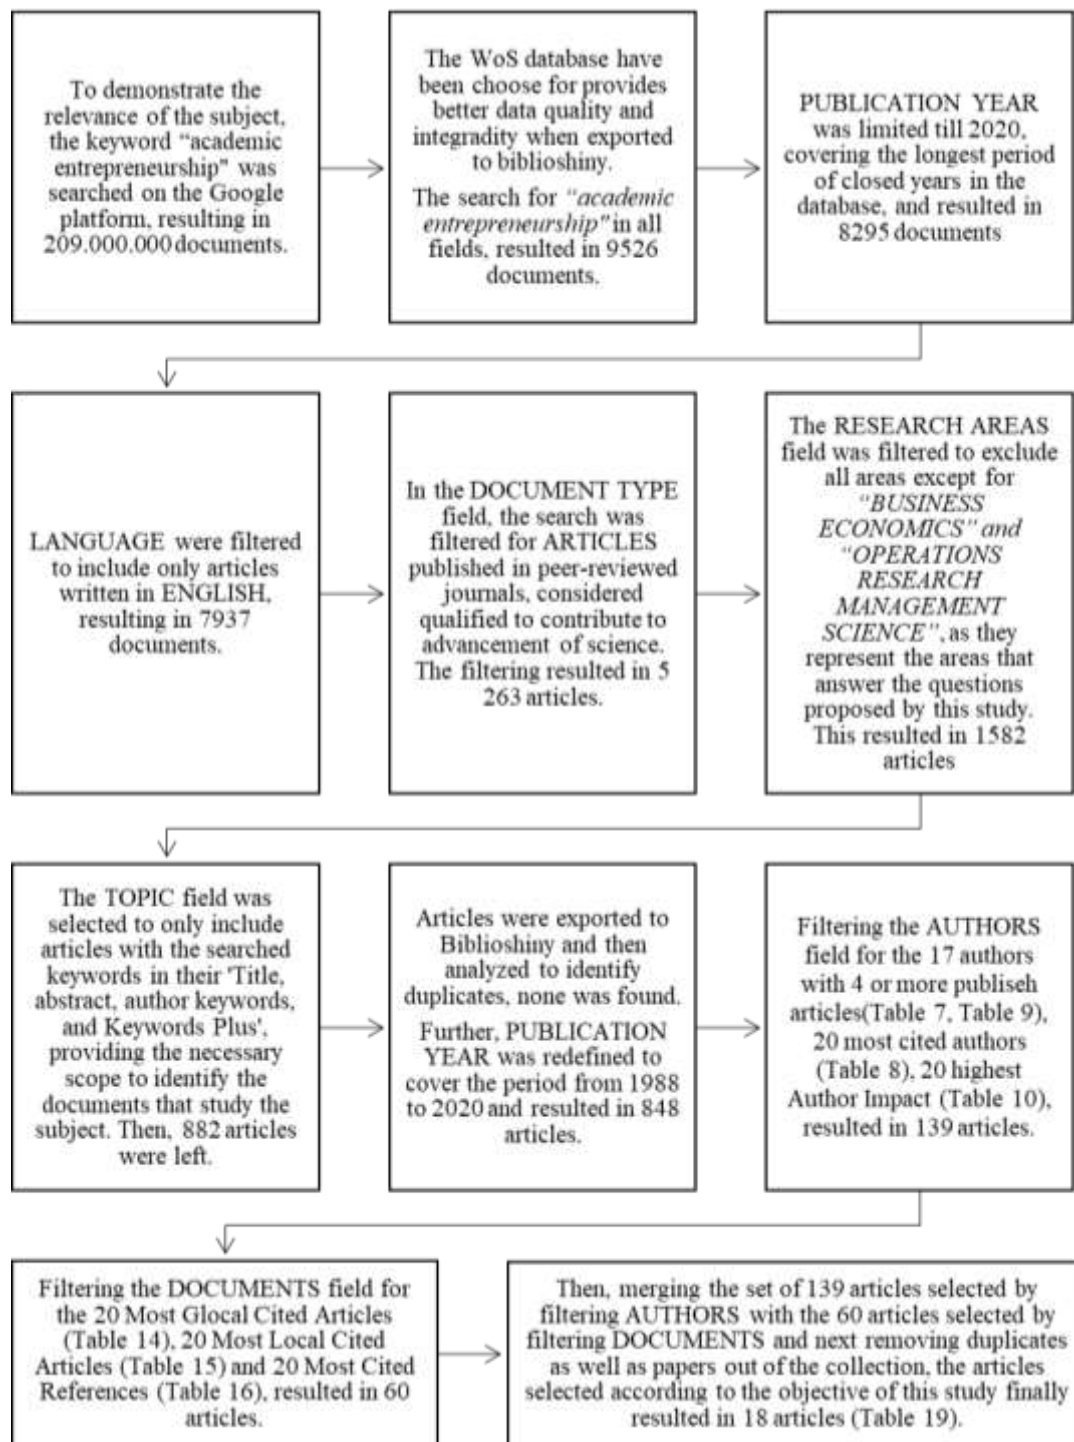 To demonstrate the
relevance of the subject,
the keyword “academic
entrepreneurship" was
searched on the Google
platform, resulting in
209.000.000 documents.
The WoS database have
been choose for provides
better data quality and
integradity when exported
to biblioshiny.
The search for “academic
entrepreneurship” in all
fields, resulted in 9526
documents.
PUBLICATION YEAR
was limited till 2020,
covering the longest period
of closed years in the
database, and resulted in
8295 documents
LANGUAGE were filtered
to include only articles
written in ENGLISH,
resulting in 7937
documents.
In the DOCUMENT TYPE
field, the search was
filtered for ARTICLES
published in peer-reviewed
journals, considered
qualified to contribute to
advancement of science.
The filtering resulted in 5
263 articles.
The RESEARCH AREAS
field was filtered to exclude
all areas except for
“BUSINESS
ECONOMICS” and
“OPERATIONS
RESEARCH
MANAGEMENT
SCIENCE”, as they
represent the areas that
answer the questions
proposed by this study.
This resulted in 1582
articles
The TOPIC field was
selected to only include
articles with the searched
keywords in their 'Title,
abstract, author keywords,
and Keywords Plus',
providing the necessary
scope to identify the
documents that study the
subject. Then, 882 articles
were left.
Articles were exported to
Biblioshiny and then
analyzed to identify
duplicates, none was found.
Further, PUBLICATION
YEAR was redefined to
cover the period from 1988
to 2020 and resulted in 848
articles.
Filtering the AUTHORS
field for the 17 authors
with 4 or more publiseh
articles(Table 7, Table 9),
20 most cited authors
(Table 8), 20 highest
Author Impact (Table 10),
resulted in 139 articles.
Filtering the DOCUMENTS field for
the 20 Most Glocal Cited Articles
(Table 14), 20 Most Local Cited
Articles (Table 15) and 20 Most Cited
References (Table 16), resulted in 60
articles.
Then, merging the set of 139 articles selected by
filtering AUTHORS with the 60 articles selected by
filtering DOCUMENTS and next removing duplicates
as well as papers out of the collection, the articles
selected according to the objective of this study finally
resulted in 18 articles (Table 19).